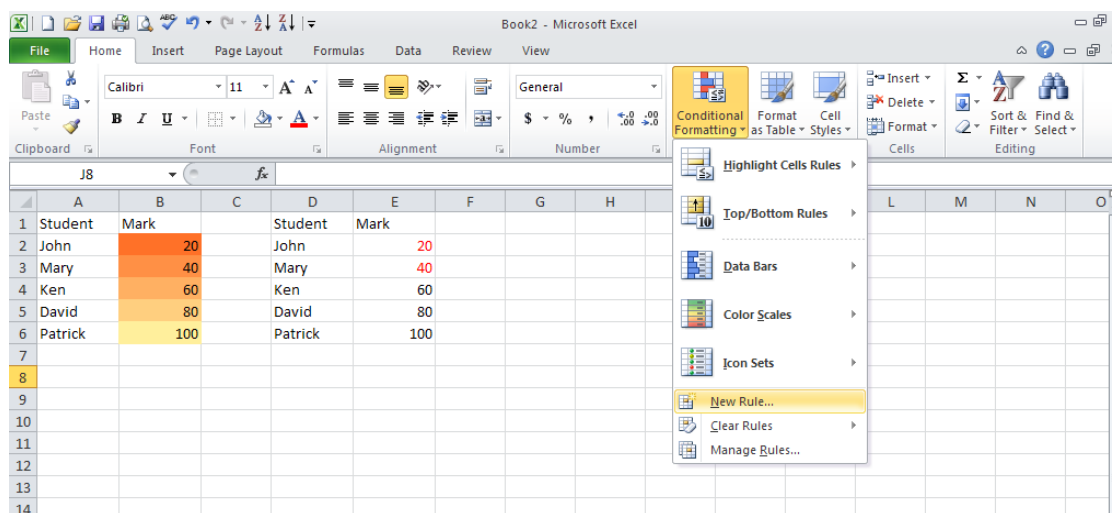 Book2 - Microsoft Excel
File Home Insert Page Layout Formulas Data Review View
Calibri 11 A A General Insert Σ
Paste B I U A $ % , .0 .00 .00 .0 Conditional Formatting Format as Table Cell Styles Delete Format Sort & Filter Find & Select
Clipboard Font Alignment Number Cells Editing
J8 fx
Highlight Cells Rules
A B C D E F G H L M N O
1 Student Mark Student Mark
Top/Bottom Rules
2 John 20 John 20
3 Mary 40 Mary 40
Data Bars
4 Ken 60 Ken 60
5 David 80 David 80
Color Scales
6 Patrick 100 Patrick 100
7
Icon Sets
8
9
New Rule...
10
Clear Rules
11
Manage Rules...
12
13
14